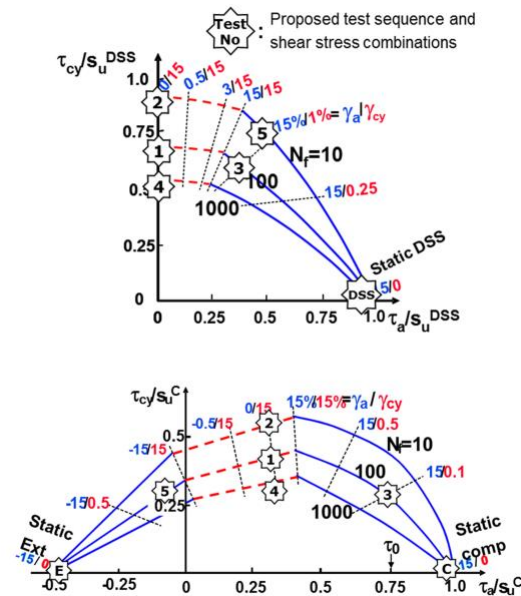 Test
No
: Proposed test sequence and
shear stress combinations
τcy/su^DSS
1.0
0/15
0.5/15
3/15
15/15
2
15%/1%= γa/γcy
0.75
5
Nf=10
1
3
100
0.5
4
1000
15/0.25
0.25
Static DSS
DSS
5/0
0
0
0.25
0.5
0.75
1.0
τa/su^DSS
τcy/su^C
0/15
15%/15%=γa/γcy
-0.5/15
2
15/0.5
0.5
-15/15
Nf=10
1
100
15/0.1
5
4
3
-15/0.5
0.25
1000
Static
Ext
τ0
Static
comp
-15/0
E
C
15/0
-0.5
-0.25
0
0.25
0.5
0.75
1.0
τa/su^C